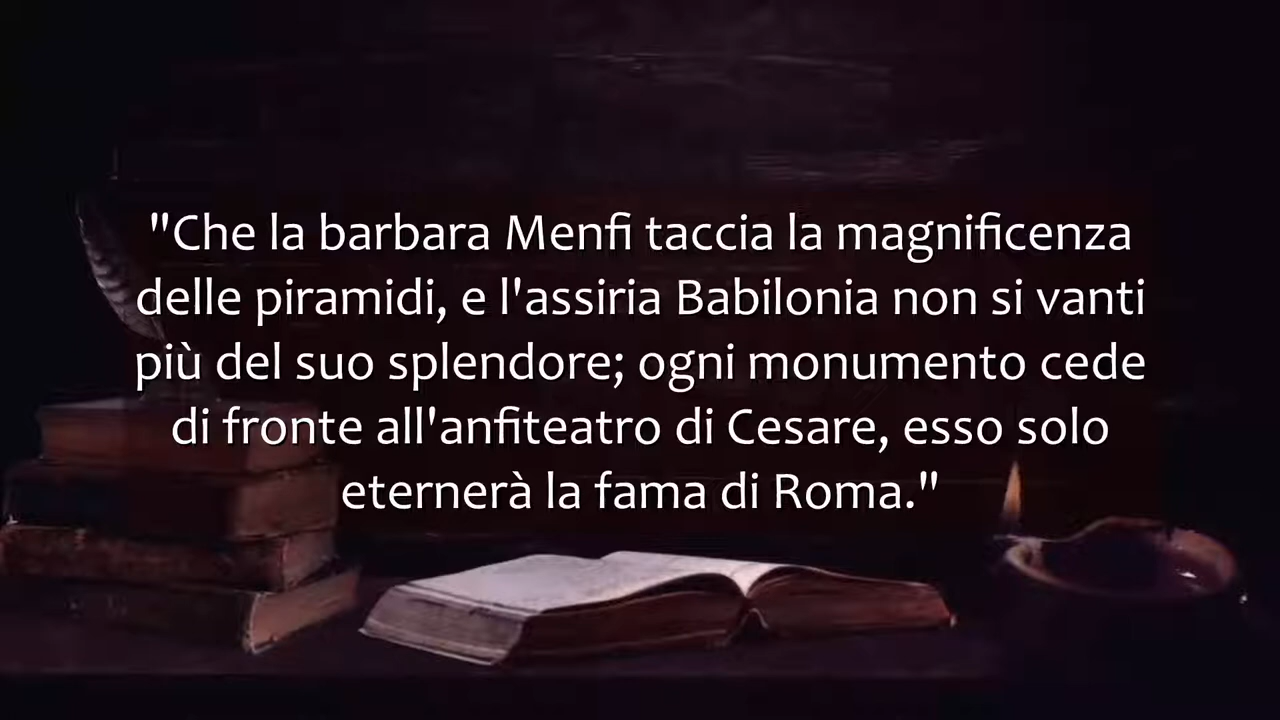 "Che la barbara Menfi taccia la magnificenza
delle piramidi, e l'assiria Babilonia non si vanti
più del suo splendore; ogni monumento cede
di fronte all'anfiteatro di Cesare, esso solo
eternerà la fama di Roma."